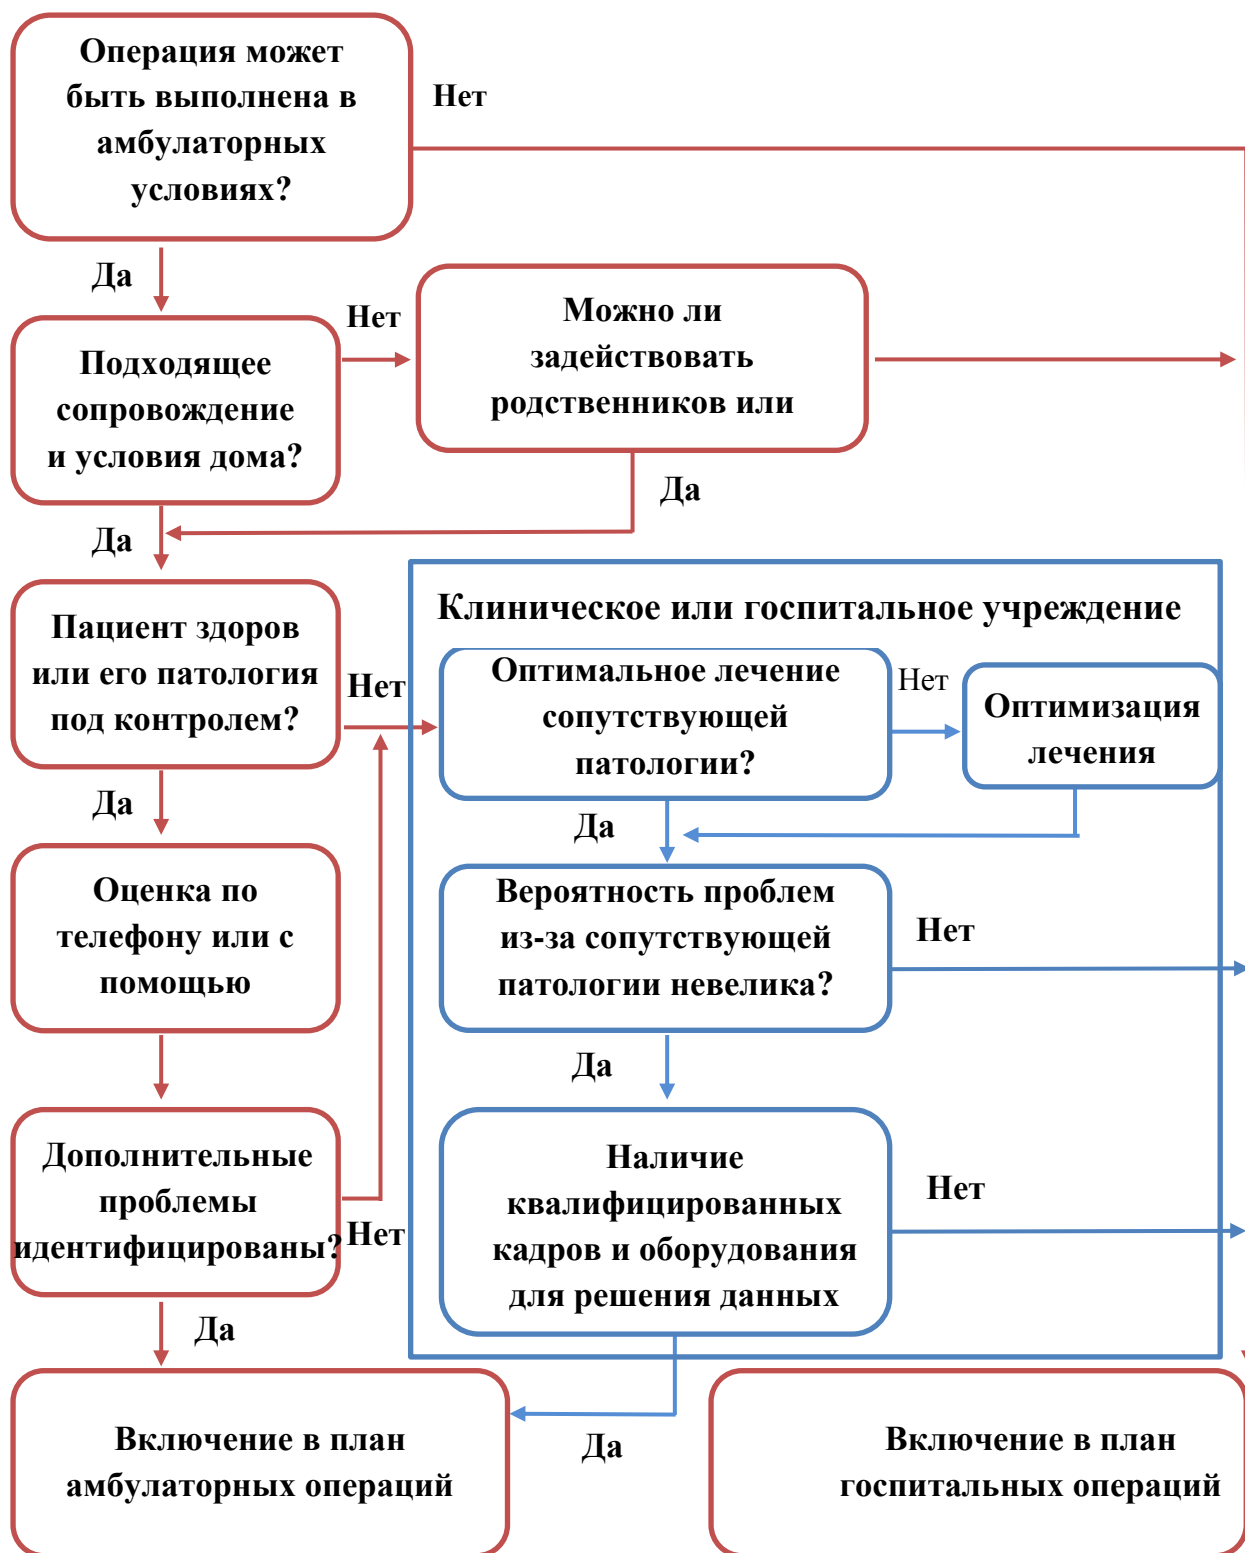 Операция может
быть выполнена в
амбулаторных
условиях?
Нет
Да
Подходящее
сопровождение
и условия дома?
Нет
Можно ли
задействовать
родственников или
Да
Да
Пациент здоров
или его патология
под контролем?
Нет
Клиническое или госпитальное учреждение
Оптимальное лечение
сопутствующей
патологии?
Нет
Оптимизация
лечения
Да
Да
Оценка по
телефону или с
помощью
Вероятность проблем
из-за сопутствующей
патологии невелика?
Нет
Да
Дополнительные
проблемы
идентифицированы?
Нет
Наличие
квалифицированных
кадров и оборудования
для решения данных
Нет
Да
Включение в план
амбулаторных операций
Да
Включение в план
госпитальных операций